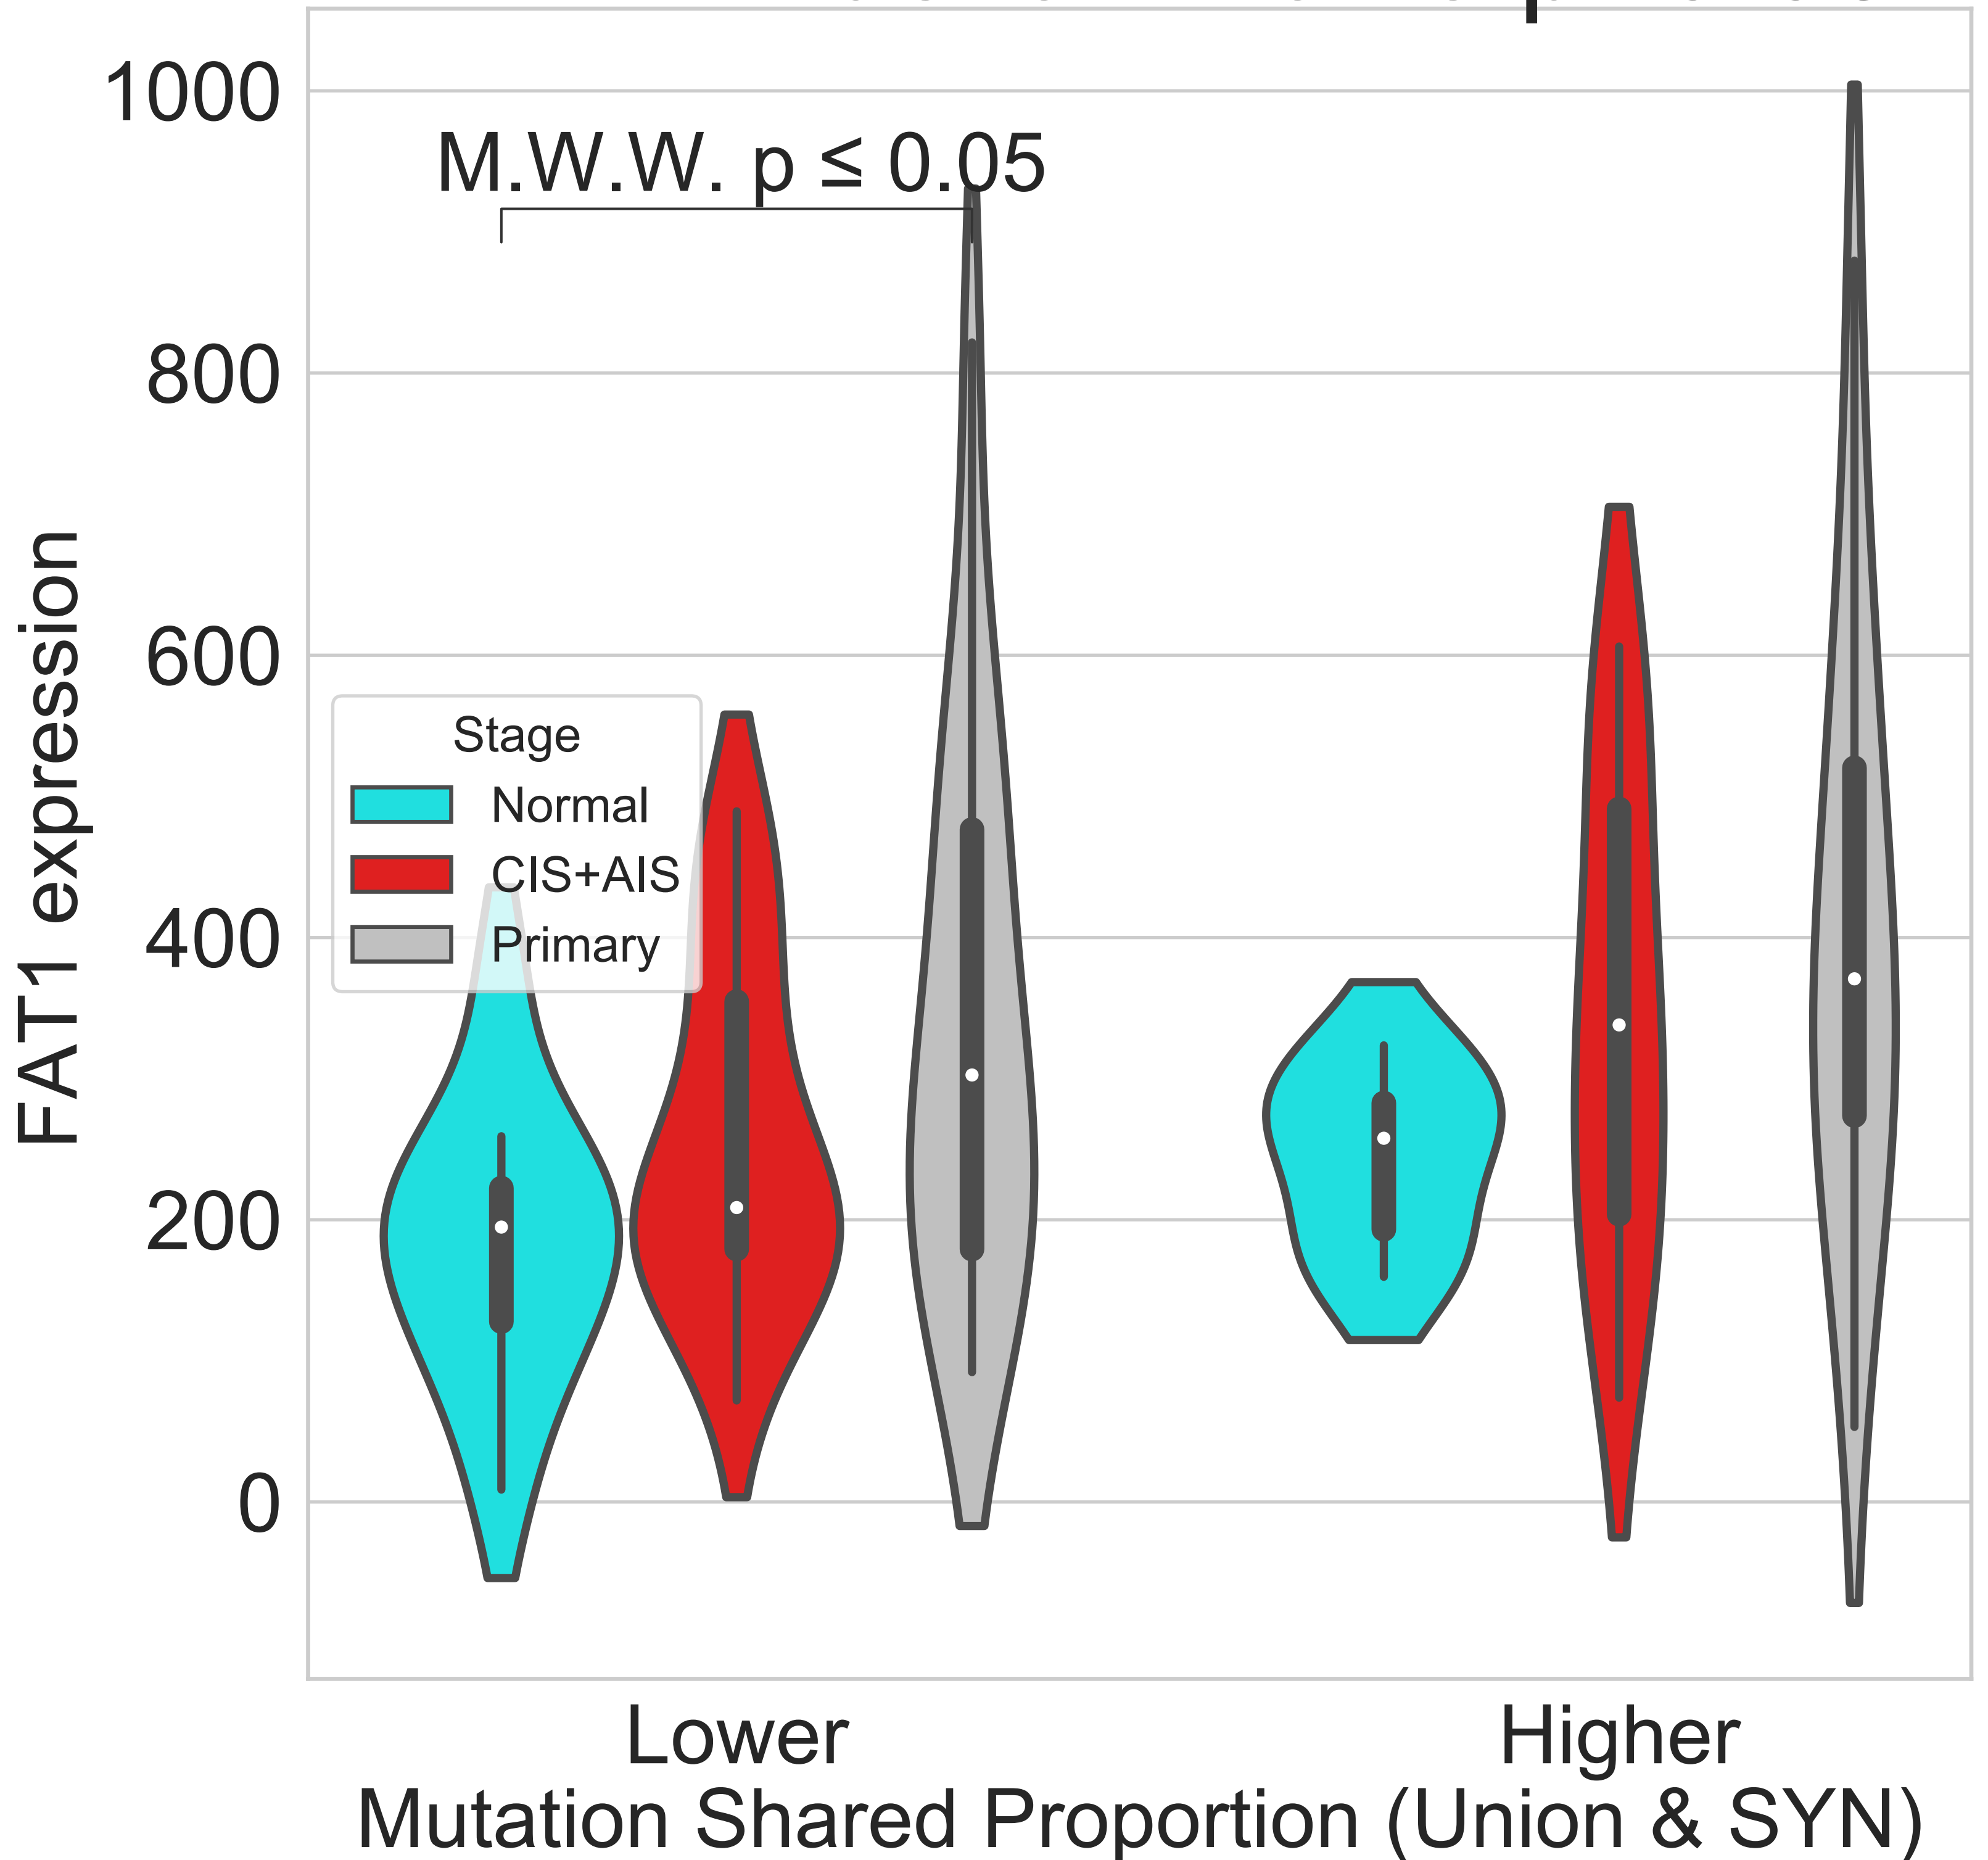 1000
M.W.W. p ≤ 0.05
800
600
Stage
Normal
CIS+AIS
Primary
400
200
0
FAT1 expression
Lower
Higher
Mutation Shared Proportion (Union & SYN)